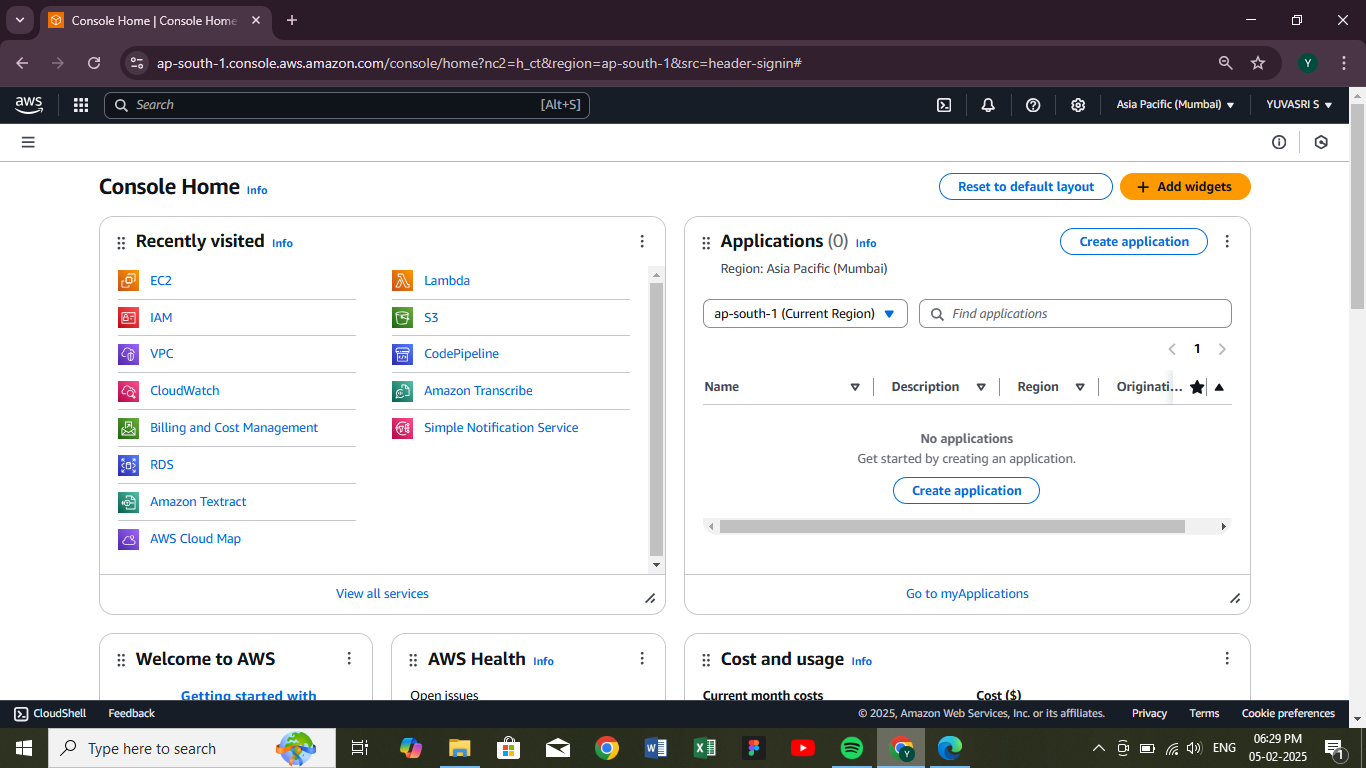 Console Home | Console Home
ap-south-1.console.aws.amazon.com/console/home?nc2=h_ct&region=ap-south-1&src=header-signin#
Y
aws
Search
[Alt+S]
Asia Pacific (Mumbai)
YUVASRI S
Console Home Info
Reset to default layout
+ Add widgets
Recently visited Info
EC2
IAM
VPC
CloudWatch
Billing and Cost Management
RDS
Amazon Textract
AWS Cloud Map
Lambda
S3
CodePipeline
Amazon Transcribe
Simple Notification Service
View all services
Applications (0) Info
Create application
Region: Asia Pacific (Mumbai)
ap-south-1 (Current Region)
Find applications
1
Name
Description
Region
Originati...
No applications
Get started by creating an application.
Create application
Go to myApplications
Welcome to AWS
Getting started with
AWS Health Info
Open issues
Cost and usage Info
Current month costs
Cost ($)
CloudShell
Feedback
© 2025, Amazon Web Services, Inc. or its affiliates.
Privacy
Terms
Cookie preferences
Type here to search
ENG
06:29 PM
05-02-2025
1